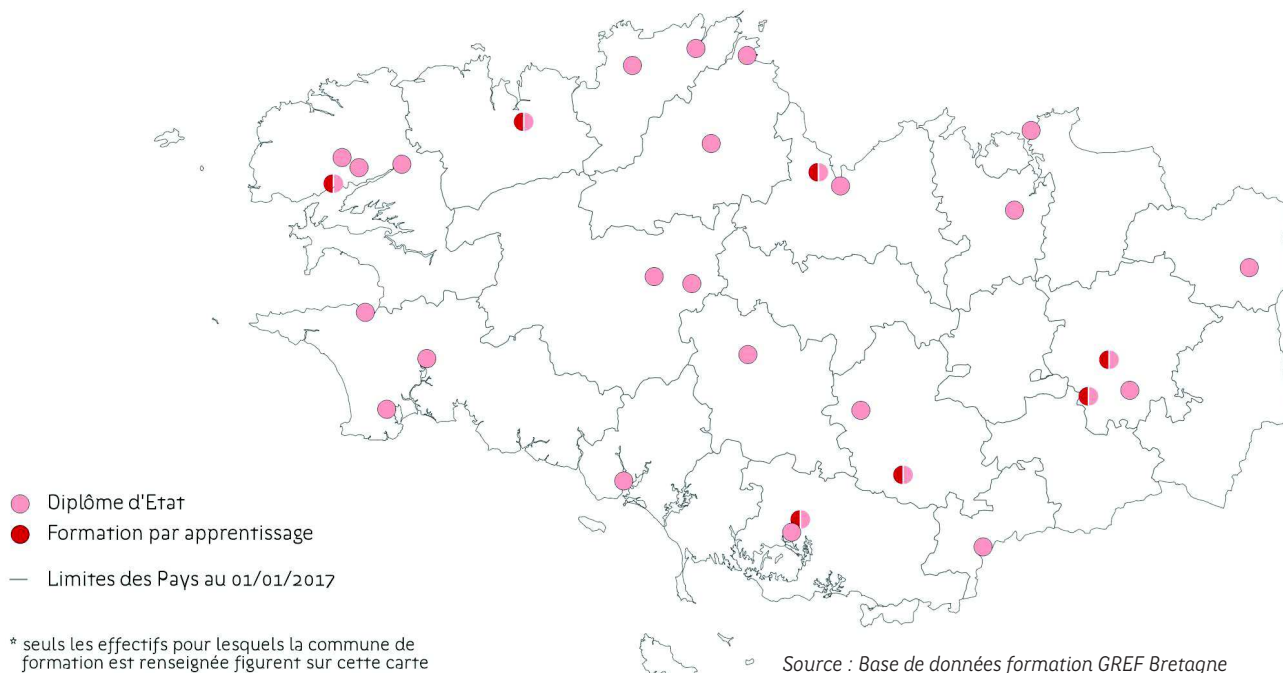 Diplôme d'Etat
Formation par apprentissage
Limites des Pays au 01/01/2017
* seuls les effectifs pour lesquels la commune de
formation est renseignée figurent sur cette carte
Source : Base de données formation GREF Bretagne